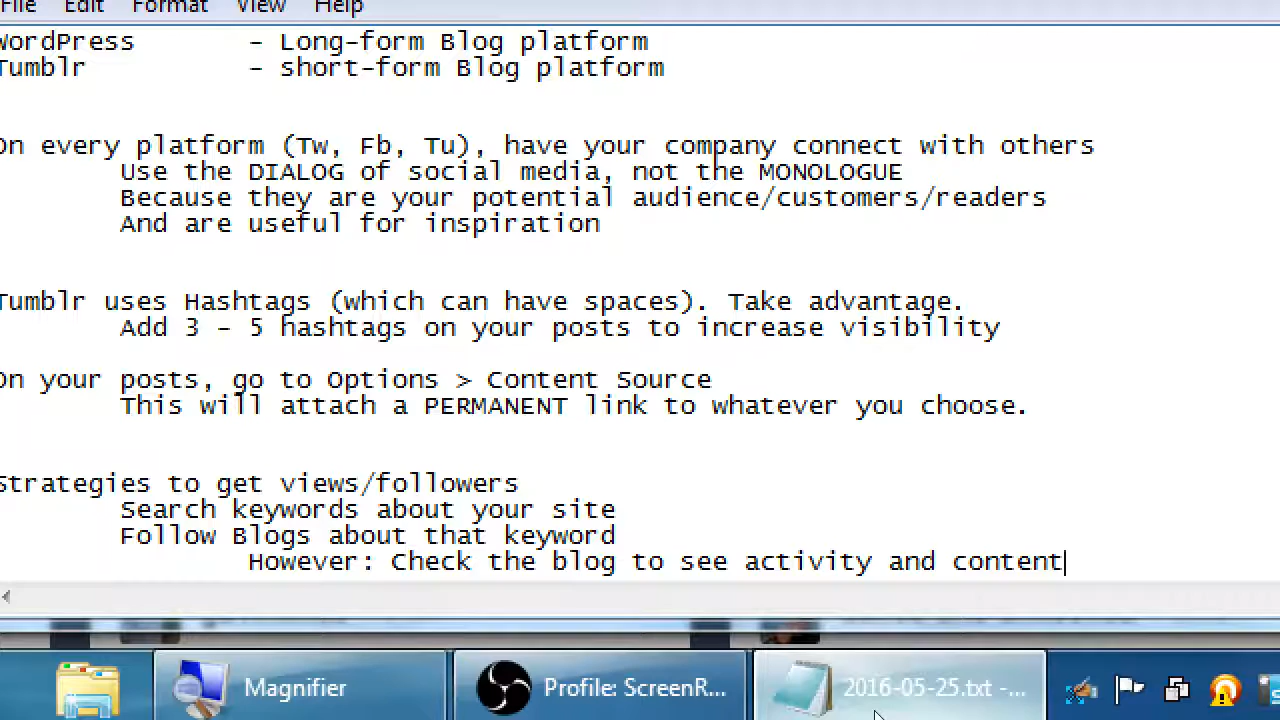 File Edit Format View Help
WordPress - Long-form Blog platform
Tumblr - short-form Blog platform
On every platform (Tw, Fb, Tu), have your company connect with others
Use the DIALOG of social media, not the MONOLOGUE
Because they are your potential audience/customers/readers
And are useful for inspiration
Tumblr uses Hashtags (which can have spaces). Take advantage.
Add 3 - 5 hashtags on your posts to increase visibility
On your posts, go to Options > Content Source
This will attach a PERMANENT link to whatever you choose.
Strategies to get views/followers
Search keywords about your site
Follow Blogs about that keyword
However: Check the blog to see activity and content
Magnifier Profile: ScreenR... 2016-05-25.txt -...